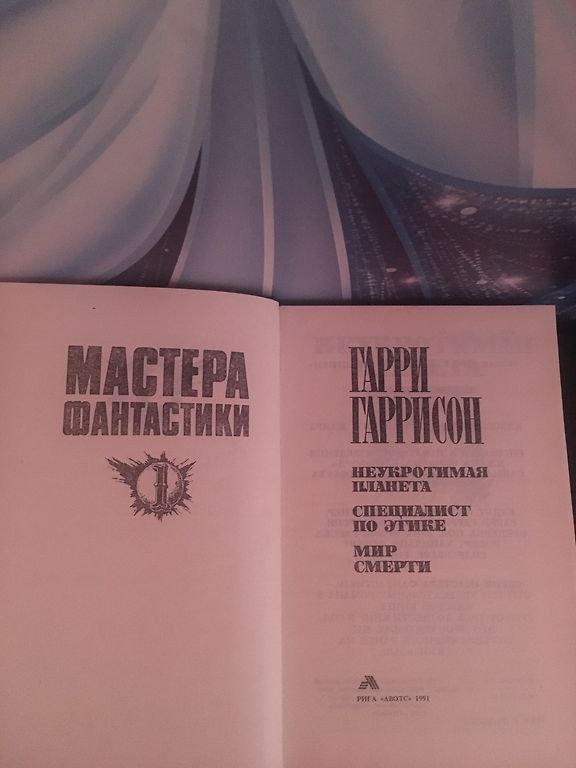 МАСТЕРА
ФАНТАСТИКИ
1
ГАРРИ
ГАРРИСОН
НЕУКРОТИМАЯ
ПЛАНЕТА
СПЕЦИАЛИСТ
ПО ЭТИКЕ
МИР
СМЕРТИ
РИГА «АВОТС» 1991